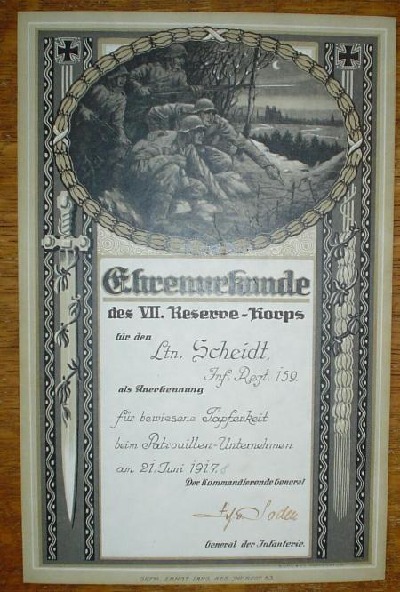 Ehrenurkunde
des VII. Reserve-Korps
für den
Ltn. Scheidt,
Inf. Regt. 159
als Anerkennung
für bewiesene Tapferkeit
beim Patrouillen-Unternehmen
am 21. Juni 1917.
Der Kommandierende General
General der Infanterie.